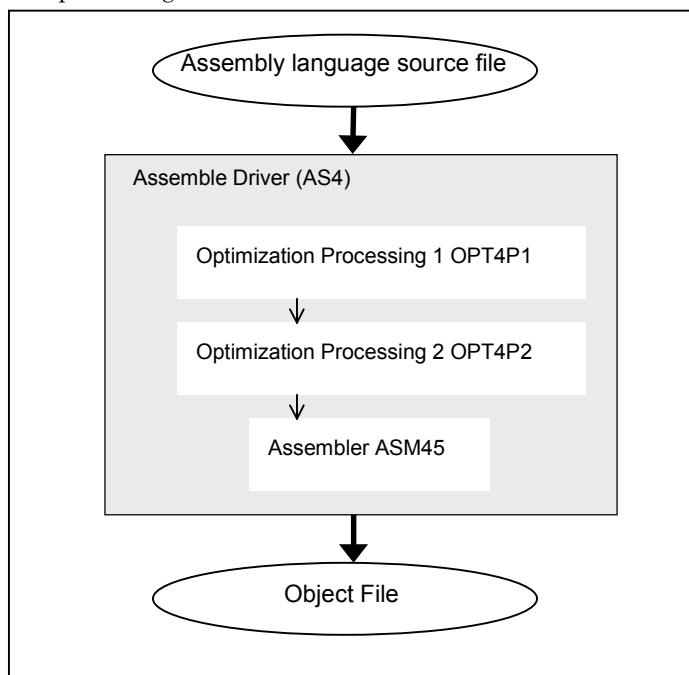 Assembly language source file
Assemble Driver (AS4)
Optimization Processing 1 OPT4P1
Optimization Processing 2 OPT4P2
Assembler ASM45
Object File